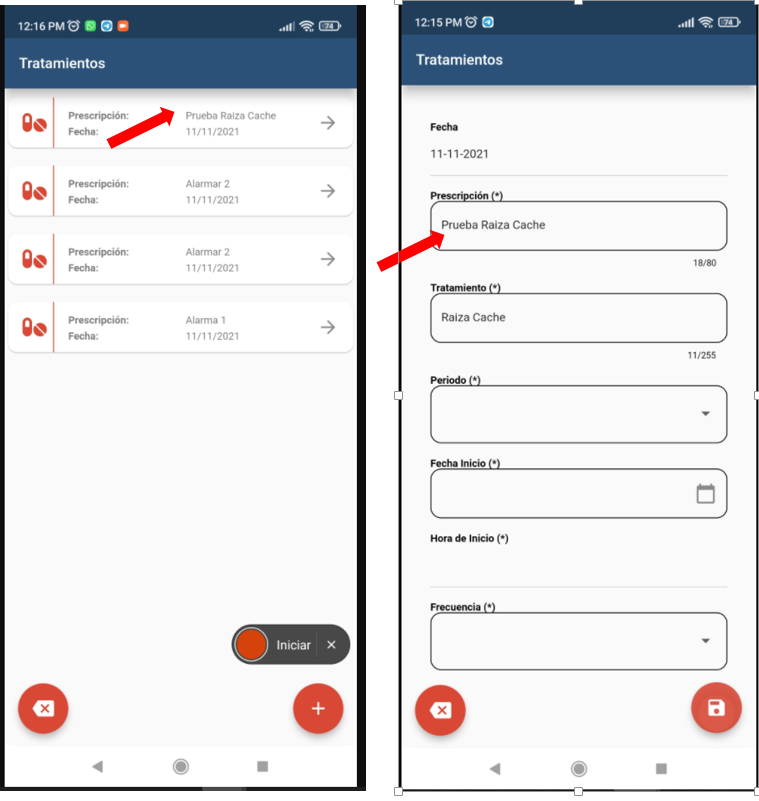 12:16 PM
74
Tratamientos
Prescripción: Prueba Raiza Cache
Fecha: 11/11/2021
Prescripción: Alarmar 2
Fecha: 11/11/2021
Prescripción: Alarmar 2
Fecha: 11/11/2021
Prescripción: Alarma 1
Fecha: 11/11/2021
Iniciar
12:15 PM
74
Tratamientos
Fecha
11-11-2021
Prescripción (*)
Prueba Raiza Cache
18/80
Tratamiento (*)
Raiza Cache
11/255
Periodo (*)
Fecha Inicio (*)
Hora de Inicio (*)
Frecuencia (*)